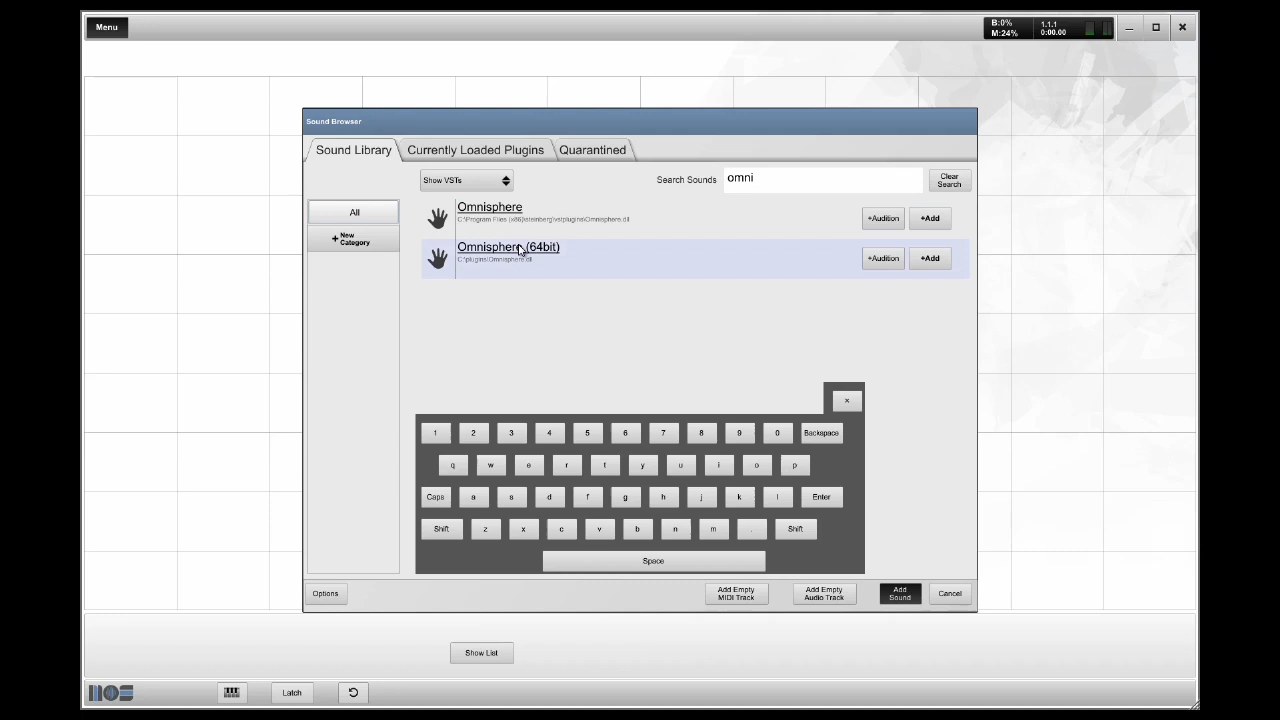 Menu
B:0%
M:24%
1.1.1
0:00.00
Sound Browser
Sound Library
Currently Loaded Plugins
Quarantined
Show VSTs
Search Sounds
omni
Clear
Search
All
+New
Category
Omnisphere
C:\Program Files (x86)\steinberg\vstplugins\Omnisphere.dll
+Audition
+Add
Omnisphere (64bit)
C:\plugins\Omnisphere.dll
+Audition
+Add
×
1 2 3 4 5 6 7 8 9 0 Backspace
q w e r t y u i o p
Caps a s d f g h j k l Enter
Shift z x c v b n m . Shift
Space
Options
Add Empty
MIDI Track
Add Empty
Audio Track
Add
Sound
Cancel
Show List
Latch